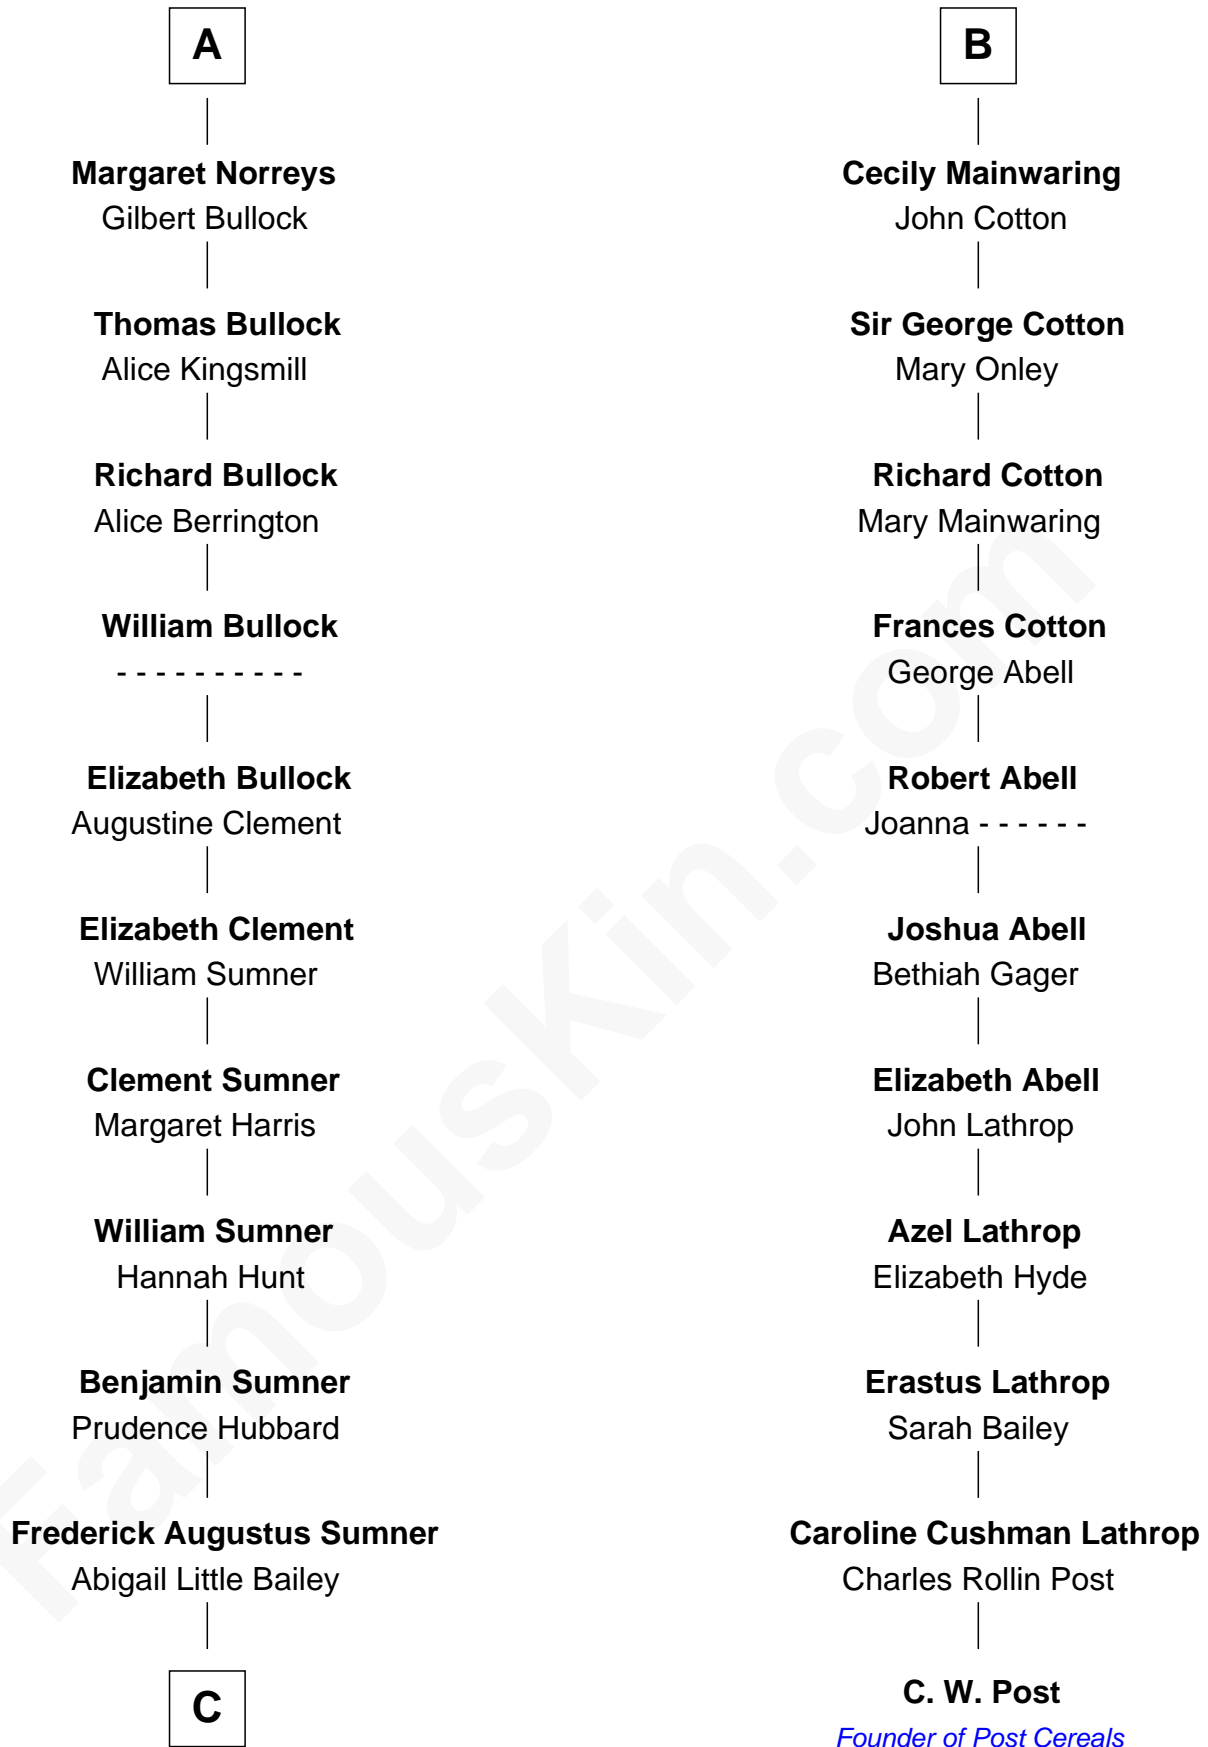 A
Margaret Norreys
Gilbert Bullock
Thomas Bullock
Alice Kingsmill
Richard Bullock
Alice Berrington
William Bullock
- - - - - - - - - -
Elizabeth Bullock
Augustine Clement
Elizabeth Clement
William Sumner
Clement Sumner
Margaret Harris
William Sumner
Hannah Hunt
Benjamin Sumner
Prudence Hubbard
Frederick Augustus Sumner
Abigail Little Bailey
C
B
Cecily Mainwaring
John Cotton
Sir George Cotton
Mary Onley
Richard Cotton
Mary Mainwaring
Frances Cotton
George Abell
Robert Abell
Joanna - - - - - -
Joshua Abell
Bethiah Gager
Elizabeth Abell
John Lathrop
Azel Lathrop
Elizabeth Hyde
Erastus Lathrop
Sarah Bailey
Caroline Cushman Lathrop
Charles Rollin Post
C. W. Post
Founder of Post Cereals
FamousKin.com